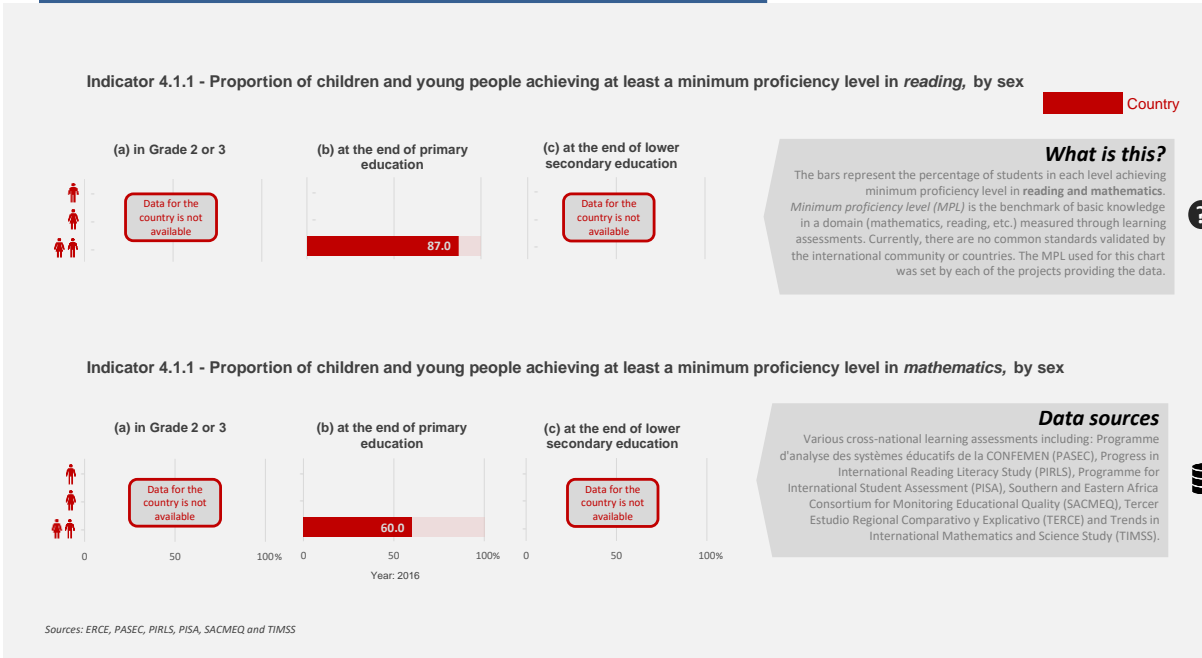 Indicator 4.1.1 - Proportion of children and young people achieving at least a minimum proficiency level in reading, by sex
Country
(a) in Grade 2 or 3
(b) at the end of primary
education
(c) at the end of lower
secondary education
Data for the
country is not
available
87.0
Data for the
country is not
available
What is this?
The bars represent the percentage of students in each level achieving
minimum proficiency level in reading and mathematics.
Minimum proficiency level (MPL) is the benchmark of basic knowledge
in a domain (mathematics, reading, etc.) measured through learning
assessments. Currently, there are no common standards validated by
the international community or countries. The MPL used for this chart
was set by each of the projects providing the data.
?
Indicator 4.1.1 - Proportion of children and young people achieving at least a minimum proficiency level in mathematics, by sex
(a) in Grade 2 or 3
(b) at the end of primary
education
(c) at the end of lower
secondary education
Data for the
country is not
available
60.0
Data for the
country is not
available
0 50 100%
0 50 100%
0 50 100%
Year: 2016
Data sources
Various cross-national learning assessments including: Programme
d'analyse des systèmes éducatifs de la CONFEMEN (PASEC), Progress in
International Reading Literacy Study (PIRLS), Programme for
International Student Assessment (PISA), Southern and Eastern Africa
Consortium for Monitoring Educational Quality (SACMEQ), Tercer
Estudio Regional Comparativo y Explicativo (TERCE) and Trends in
International Mathematics and Science Study (TIMSS).
Sources: ERCE, PASEC, PIRLS, PISA, SACMEQ and TIMSS